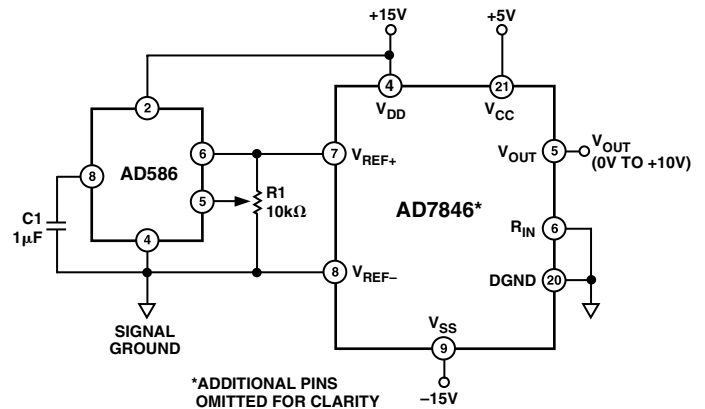 +15V
+5V
2
4
21
V_DD
V_CC
6
7
V_REF+
V_OUT
5
V_OUT
(0V TO +10V)
8
AD586
R1
10kΩ
5
AD7846*
C1
1µF
R_IN
6
4
8
V_REF–
DGND
20
SIGNAL
GROUND
V_SS
9
*ADDITIONAL PINS
OMITTED FOR CLARITY
–15V